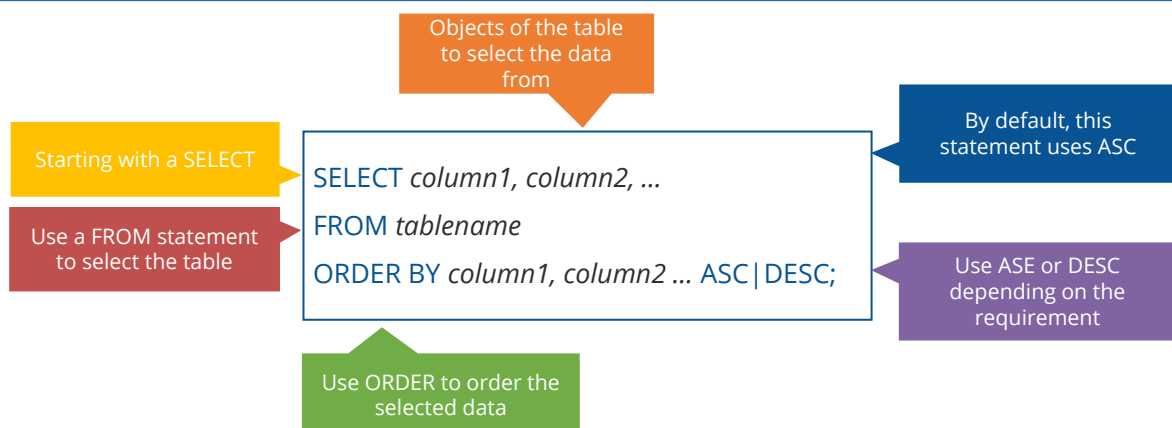 Objects of the table
to select the data
from
Starting with a SELECT
By default, this
statement uses ASC
SELECT column1, column2, ...
Use a FROM statement
to select the table
FROM tablename
ORDER BY column1, column2 ... ASC|DESC;
Use ASE or DESC
depending on the
requirement
Use ORDER to order the
selected data